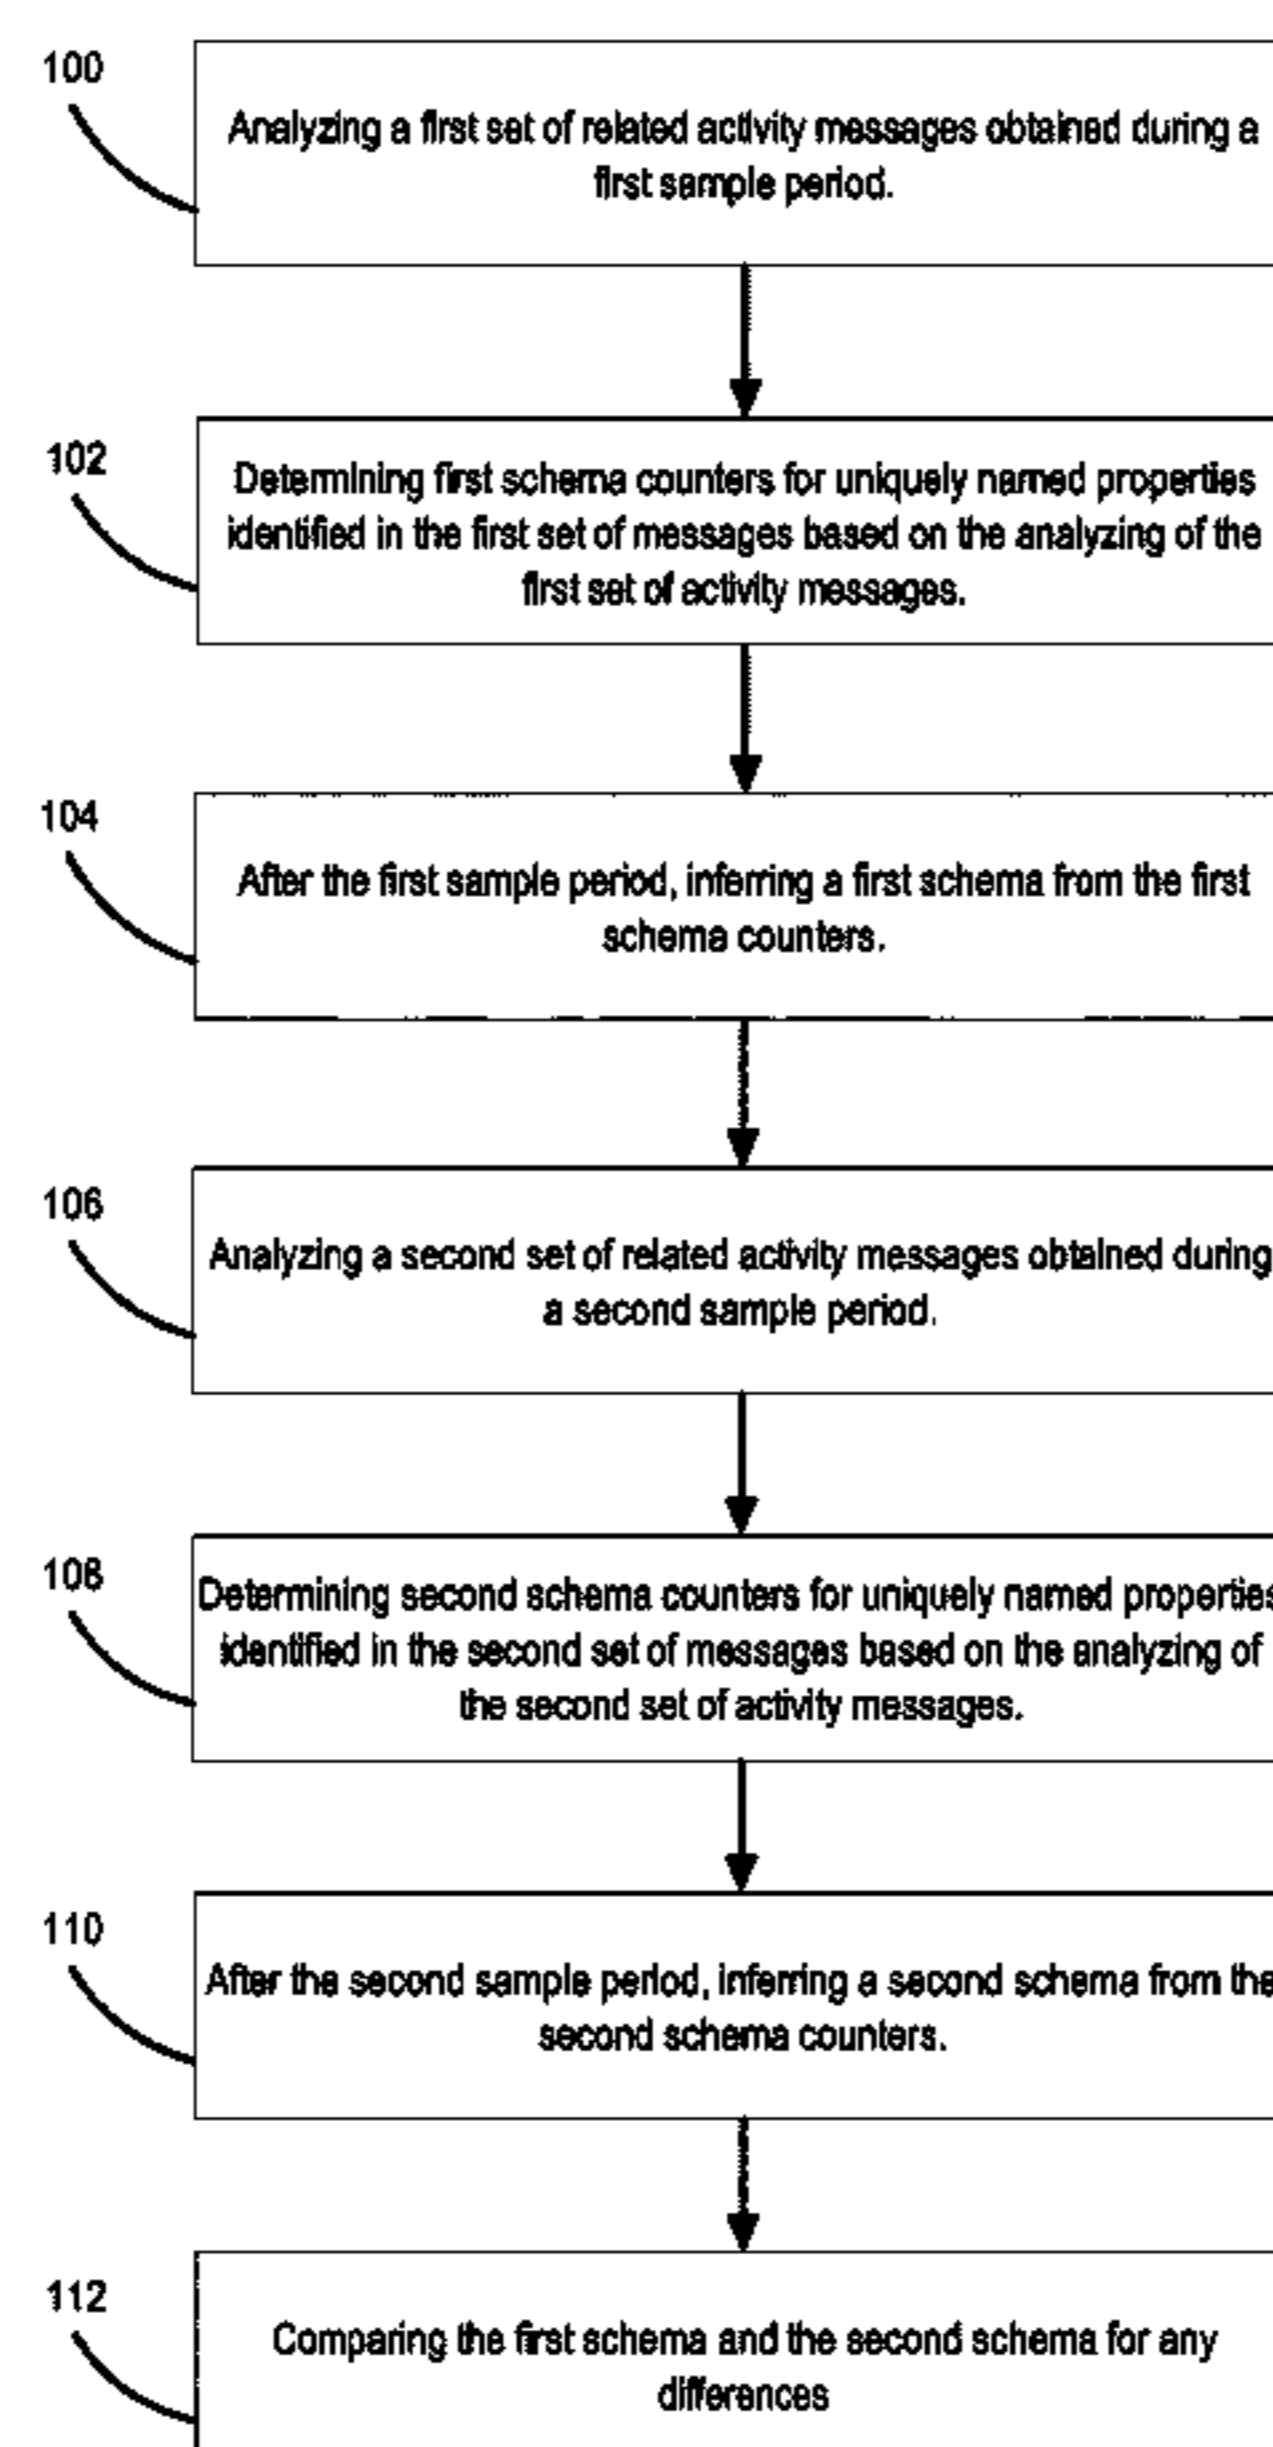 100
Analyzing a first set of related activity messages obtained during a
first sample period.
102
Determining first schema counters for uniquely named properties
identified in the first set of messages based on the analyzing of the
first set of activity messages.
104
After the first sample period, inferring a first schema from the first
schema counters.
106
Analyzing a second set of related activity messages obtained during
a second sample period.
108
Determining second schema counters for uniquely named properties
identified in the second set of messages based on the analyzing of
the second set of activity messages.
110
After the second sample period, inferring a second schema from the
second schema counters.
112
Comparing the first schema and the second schema for any
differences